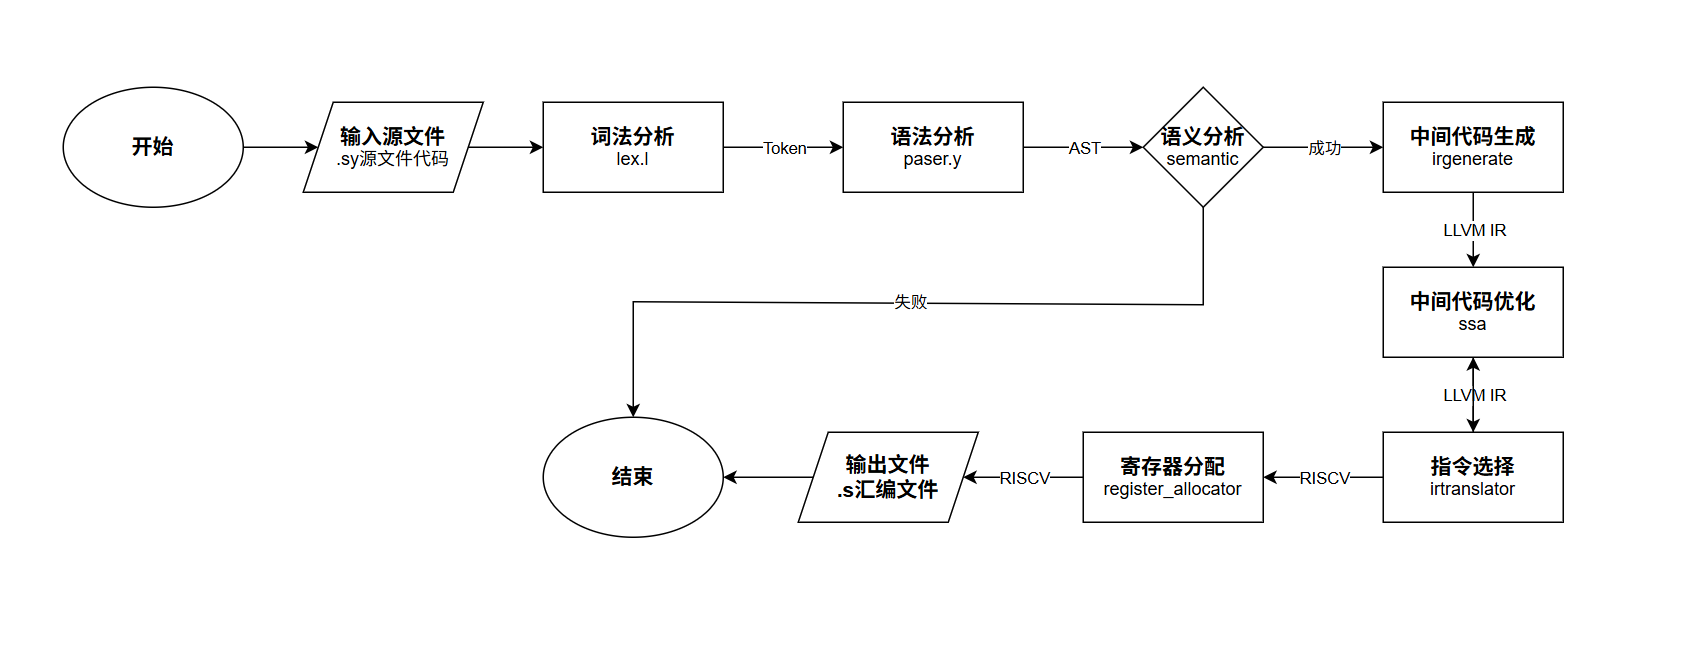 开始
输入源文件
.sy源文件代码
词法分析
lex.l
Token
语法分析
paser.y
AST
语义分析
semantic
成功
中间代码生成
irgenerate
LLVM IR
中间代码优化
ssa
LLVM IR
失败
指令选择
irtranslator
RISCV
寄存器分配
register_allocator
RISCV
输出文件
.s汇编文件
结束